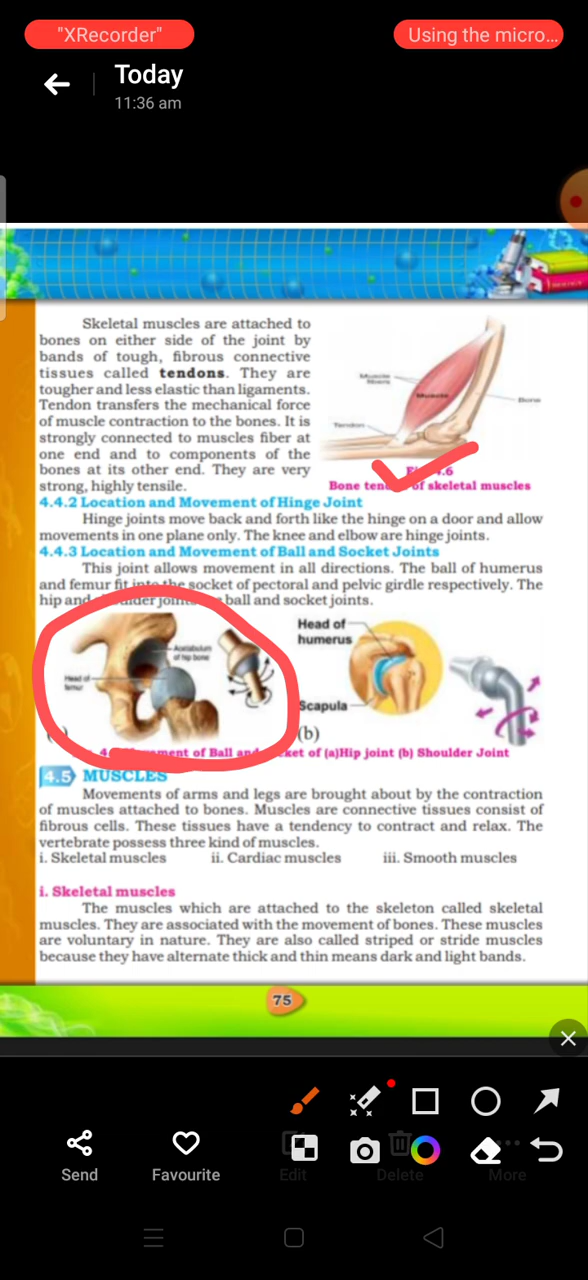 "XRecorder"
Using the micro...
Today
11:36 am
Skeletal muscles are attached to
bones on either side of the joint by
bands of tough, fibrous connective
tissues called tendons. They are
tougher and less elastic than ligaments.
Tendon transfers the mechanical force
of muscle contraction to the bones. It is
strongly connected to muscles fiber at
one end and to components of the
bones at its other end. They are very
strong, highly tensile.
Muscle
fibers
Muscle
Bone
Tendon
.6
Bone ten of skeletal muscles
4.4.2 Location and Movement of Hinge Joint
Hinge joints move back and forth like the hinge on a door and allow
movements in one plane only. The knee and elbow are hinge joints.
4.4.3 Location and Movement of Ball and Socket Joints
This joint allows movement in all directions. The ball of humerus
and femur fit into the socket of pectoral and pelvic girdle respectively. The
hip and joints ball and socket joints.
Acetabulum
of hip bone
Head of
femur
Head of
humerus
Scapula
(b)
of Ball and of (a)Hip joint (b) Shoulder Joint
4.5 MUSCLES
Movements of arms and legs are brought about by the contraction
of muscles attached to bones. Muscles are connective tissues consist of
fibrous cells. These tissues have a tendency to contract and relax. The
vertebrate possess three kind of muscles.
i. Skeletal muscles ii. Cardiac muscles iii. Smooth muscles
i. Skeletal muscles
The muscles which are attached to the skeleton called skeletal
muscles. They are associated with the movement of bones. These muscles
are voluntary in nature. They are also called striped or stride muscles
because they have alternate thick and thin means dark and light bands.
75
Send
Favourite
Edit
Delete
More